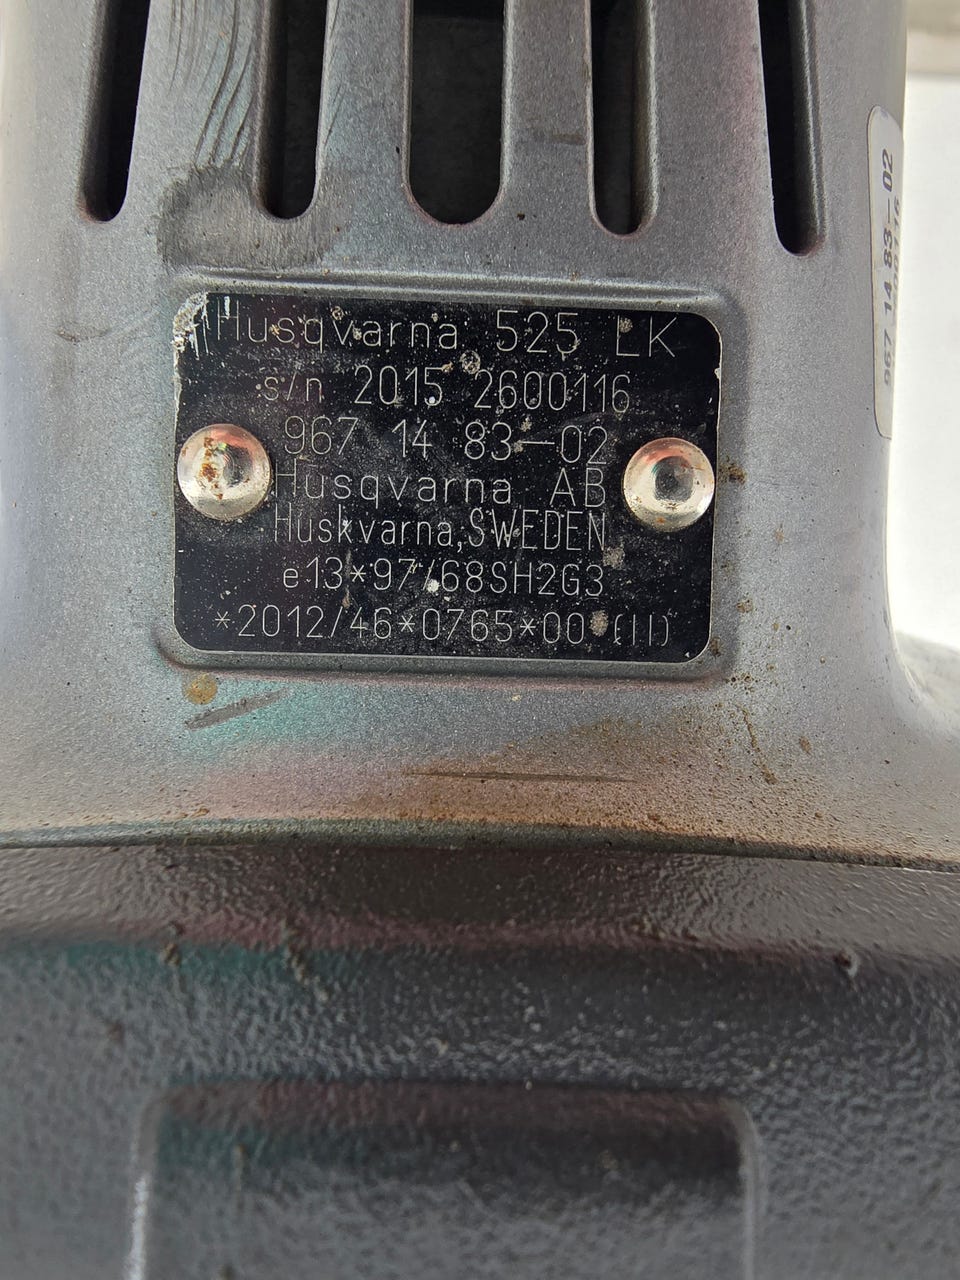 Husqvarna 525 LK
s/n 2015 2600116
967 14 83-02
Husqvarna AB
Huskvarna,SWEDEN
e13*97/68SH2G3
*2012/46*0765*00*(II)
967 14 83-02